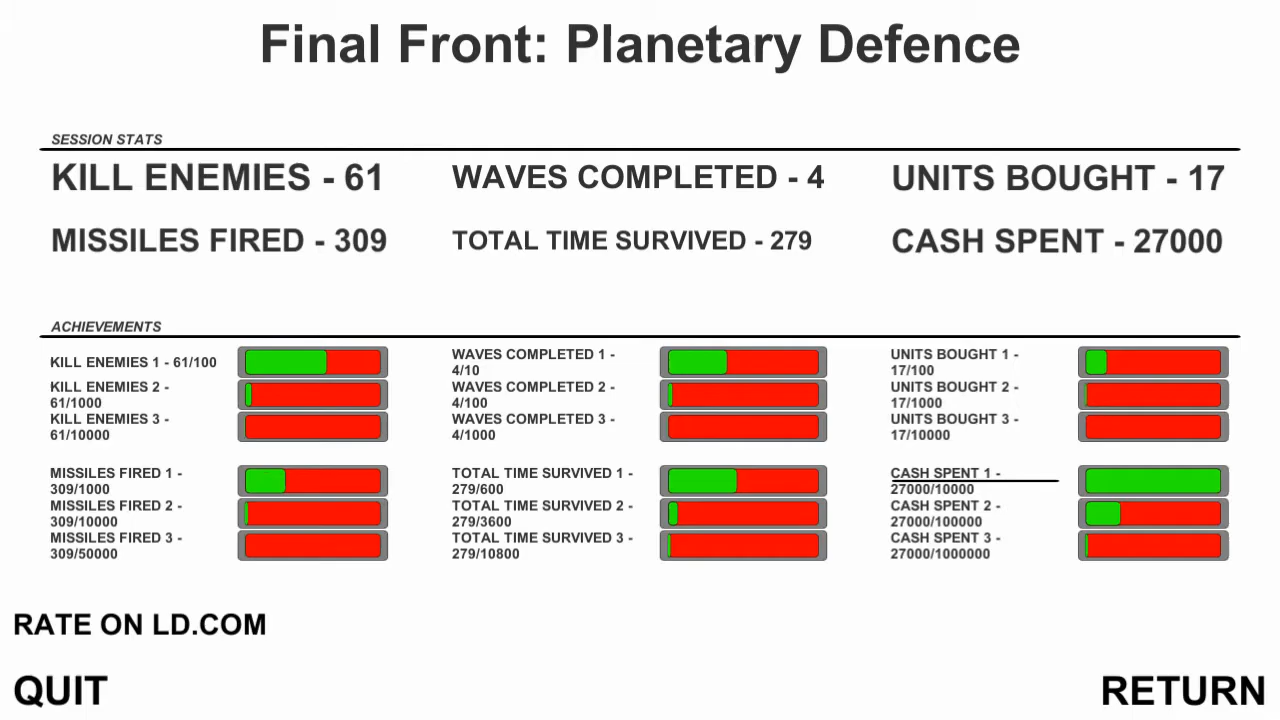 Final Front: Planetary Defence
SESSION STATS
KILL ENEMIES - 61
WAVES COMPLETED - 4
UNITS BOUGHT - 17
MISSILES FIRED - 309
TOTAL TIME SURVIVED - 279
CASH SPENT - 27000
ACHIEVEMENTS
KILL ENEMIES 1 - 61/100
KILL ENEMIES 2 -
61/1000
KILL ENEMIES 3 -
61/10000
WAVES COMPLETED 1 -
4/10
WAVES COMPLETED 2 -
4/100
WAVES COMPLETED 3 -
4/1000
UNITS BOUGHT 1 -
17/100
UNITS BOUGHT 2 -
17/1000
UNITS BOUGHT 3 -
17/10000
MISSILES FIRED 1 -
309/1000
MISSILES FIRED 2 -
309/10000
MISSILES FIRED 3 -
309/50000
TOTAL TIME SURVIVED 1 -
279/600
TOTAL TIME SURVIVED 2 -
279/3600
TOTAL TIME SURVIVED 3 -
279/10800
CASH SPENT 1 -
27000/10000
CASH SPENT 2 -
27000/100000
CASH SPENT 3 -
27000/1000000
RATE ON LD.COM
QUIT
RETURN